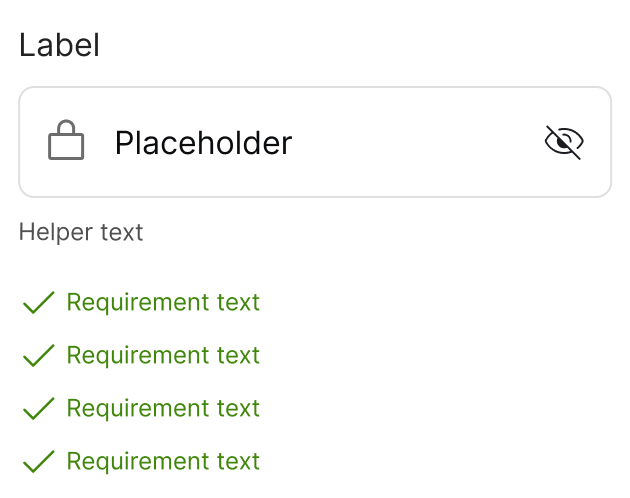 Label
Placeholder
Helper text
Requirement text
Requirement text
Requirement text
Requirement text